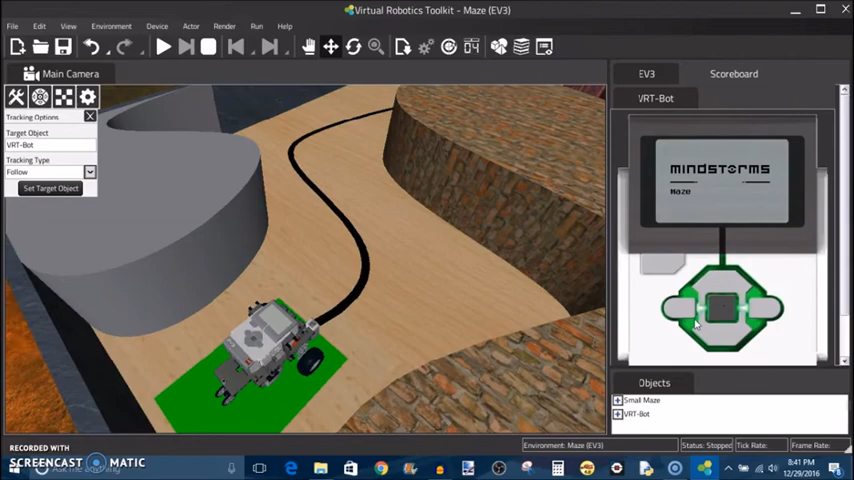 Virtual Robotics Toolkit - Maze (EV3)
File Edit View Environment Device Actor Render Run Help
Main Camera
EV3 Scoreboard
VRT-Bot
Tracking Options
Target Object
VRT-Bot
Tracking Type
Follow
Set Target Object
mindstorms
Maze
Objects
Small Maze
VRT-Bot
Environment: Maze (EV3) Status: Stopped Tick Rate: Frame Rate:
RECORDED WITH
SCREENCAST MATIC
Ask me anything
8:41 PM
12/29/2016